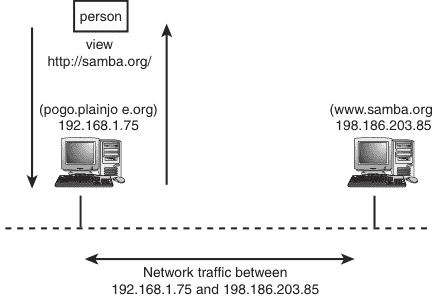 person
view
http://samba.org/
(pogo.plainjo e.org)
192.168.1.75
(www.samba.org
198.186.203.85
Network traffic between
192.168.1.75 and 198.186.203.85